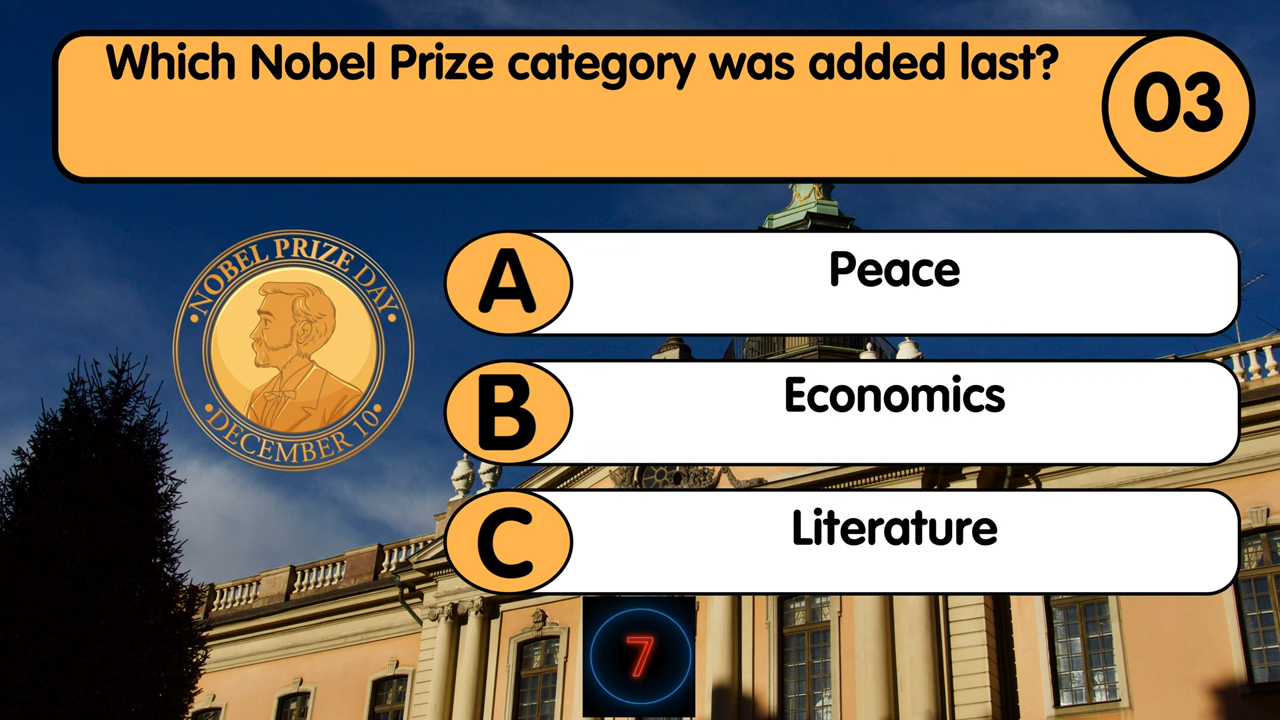 Which Nobel Prize category was added last?
03
NOBEL PRIZE DAY
DECEMBER 10
A
Peace
B
Economics
C
Literature
7